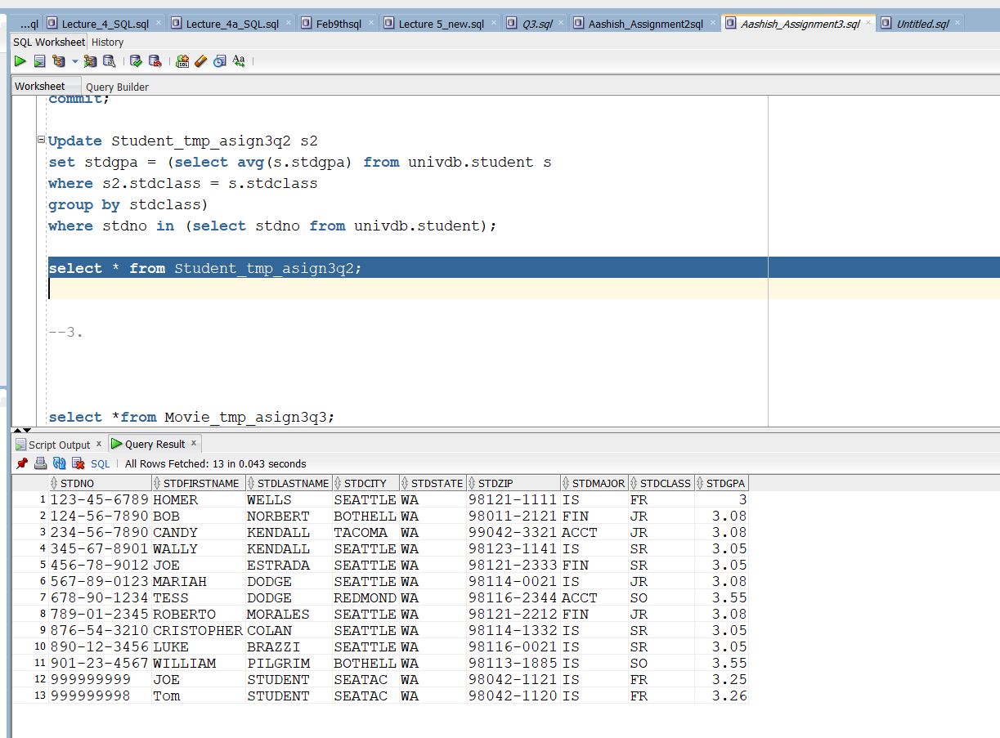 ...ql Lecture_4_SQL.sql × Lecture_4a_SQL.sql × Feb9thsql × Lecture 5_new.sql × Q3.sql × Aashish_Assignment2sql × Aashish_Assignment3.sql × Untitled.sql ×
SQL Worksheet History
Worksheet Query Builder
commit;
Update Student_tmp_asign3q2 s2
set stdgpa = (select avg(s.stdgpa) from univdb.student s
where s2.stdclass = s.stdclass
group by stdclass)
where stdno in (select stdno from univdb.student);
select * from Student_tmp_asign3q2;
--3.
select *from Movie_tmp_asign3q3;
Script Output × Query Result ×
SQL | All Rows Fetched: 13 in 0.043 seconds
STDNO STDFIRSTNAME STDLASTNAME STDCITY STDSTATE STDZIP STDMAJOR STDCLASS STDGPA
1 123-45-6789 HOMER WELLS SEATTLE WA 98121-1111 IS FR 3
2 124-56-7890 BOB NORBERT BOTHELL WA 98011-2121 FIN JR 3.08
3 234-56-7890 CANDY KENDALL TACOMA WA 99042-3321 ACCT JR 3.08
4 345-67-8901 WALLY KENDALL SEATTLE WA 98123-1141 IS SR 3.05
5 456-78-9012 JOE ESTRADA SEATTLE WA 98121-2333 FIN SR 3.05
6 567-89-0123 MARIAH DODGE SEATTLE WA 98114-0021 IS JR 3.08
7 678-90-1234 TESS DODGE REDMOND WA 98116-2344 ACCT SO 3.55
8 789-01-2345 ROBERTO MORALES SEATTLE WA 98121-2212 FIN JR 3.08
9 876-54-3210 CRISTOPHER COLAN SEATTLE WA 98114-1332 IS SR 3.05
10 890-12-3456 LUKE BRAZZI SEATTLE WA 98116-0021 IS SR 3.05
11 901-23-4567 WILLIAM PILGRIM BOTHELL WA 98113-1885 IS SO 3.55
12 999999999 JOE STUDENT SEATAC WA 98042-1121 IS FR 3.25
13 999999998 Tom STUDENT SEATAC WA 98042-1120 IS FR 3.26